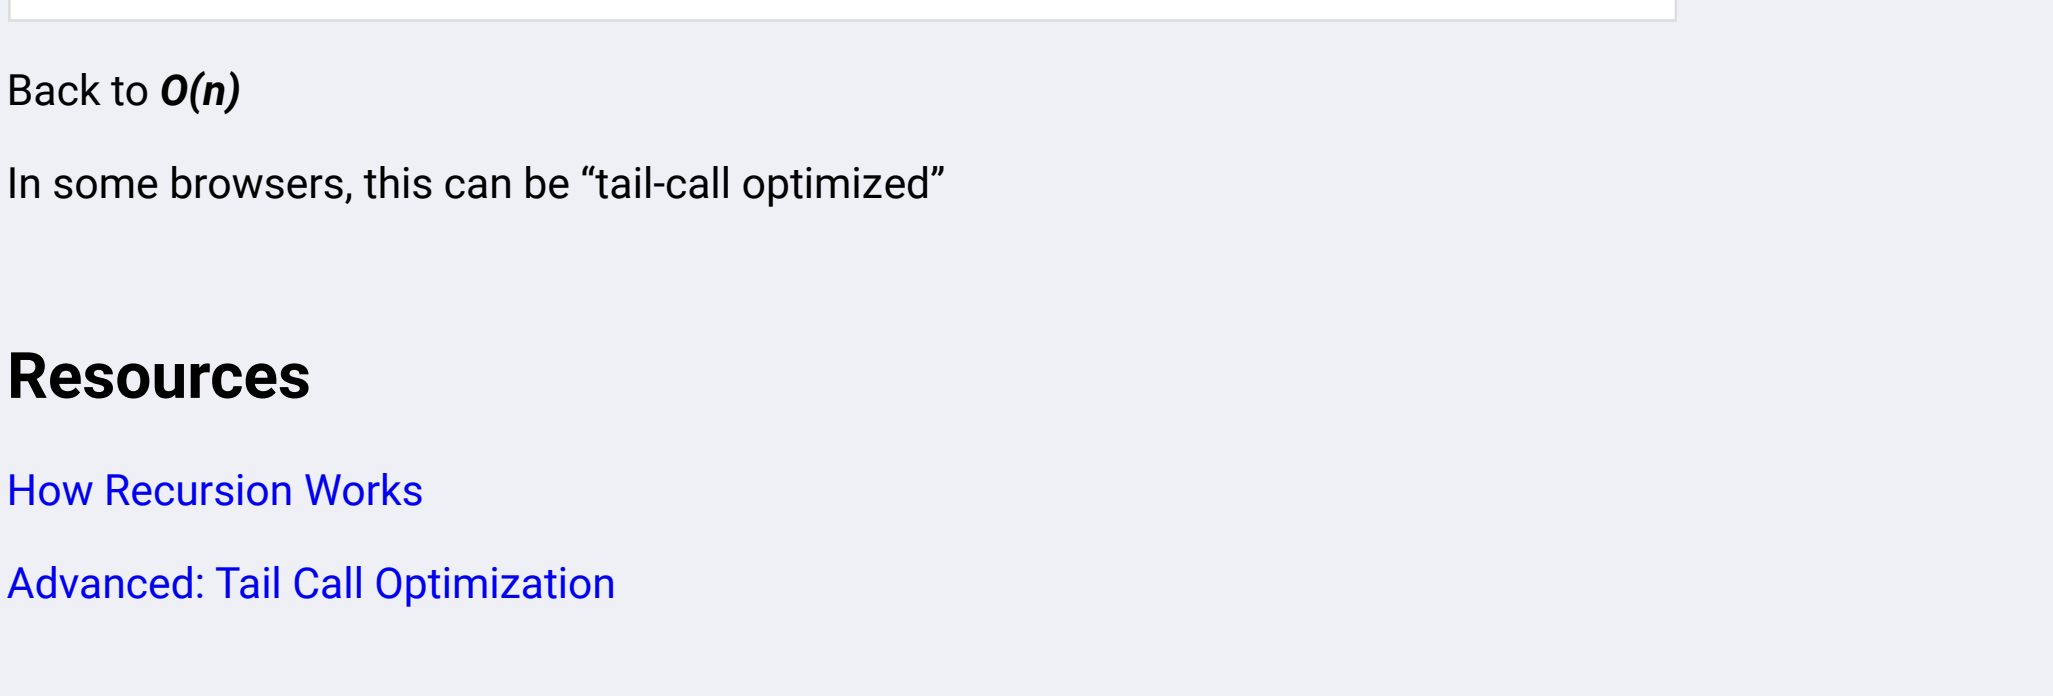 Back to O(n)
In some browsers, this can be “tail-call optimized”
Resources
How Recursion Works
Advanced: Tail Call Optimization